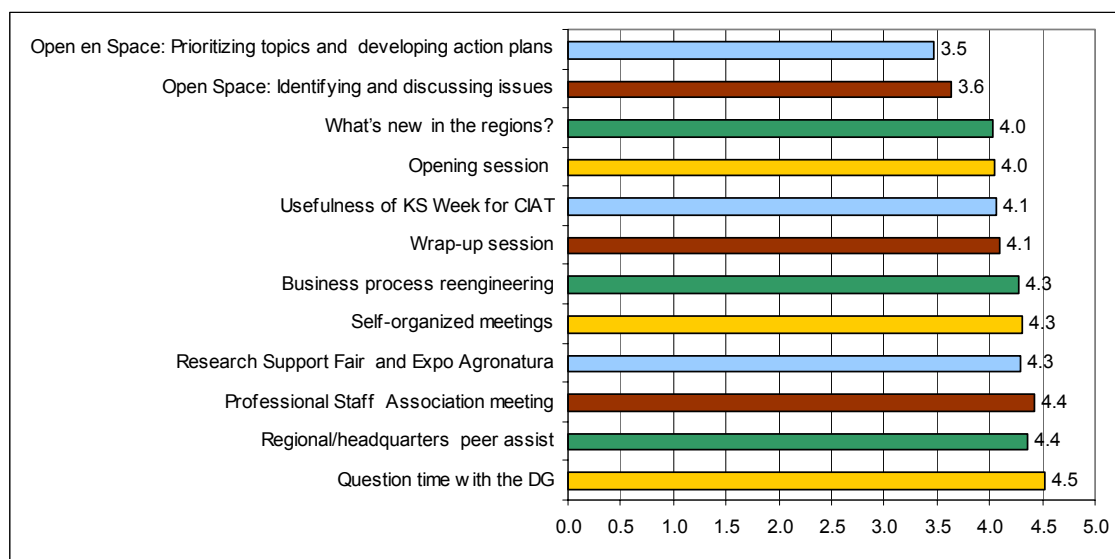 Open en Space: Prioritizing topics and developing action plans 3.5
Open Space: Identifying and discussing issues 3.6
What's new in the regions? 4.0
Opening session 4.0
Usefulness of KS Week for CIAT 4.1
Wrap-up session 4.1
Business process reengineering 4.3
Self-organized meetings 4.3
Research Support Fair and Expo Agronatura 4.3
Professional Staff Association meeting 4.4
Regional/headquarters peer assist 4.4
Question time with the DG 4.5
0.0 0.5 1.0 1.5 2.0 2.5 3.0 3.5 4.0 4.5 5.0